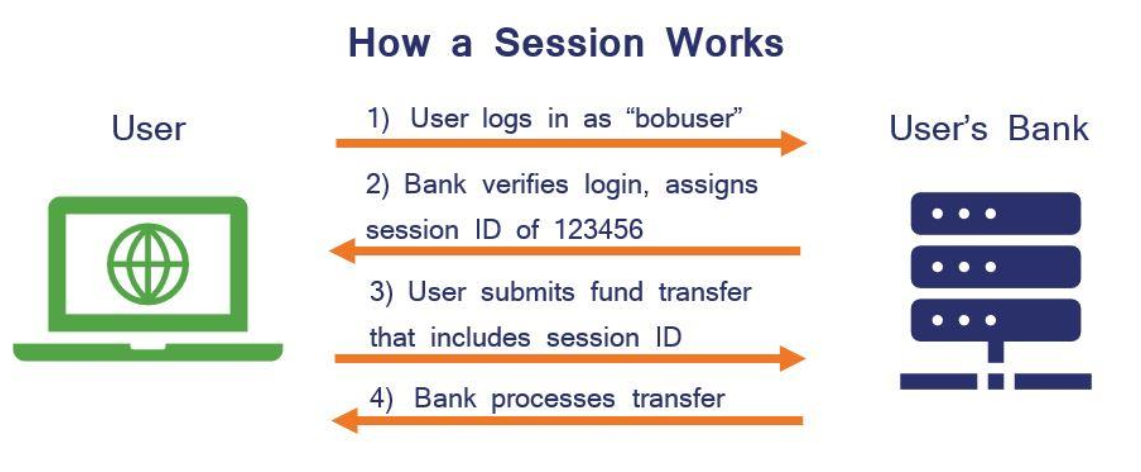 How a Session Works
User
User's Bank
1) User logs in as “bobuser”
2) Bank verifies login, assigns
session ID of 123456
3) User submits fund transfer
that includes session ID
4) Bank processes transfer